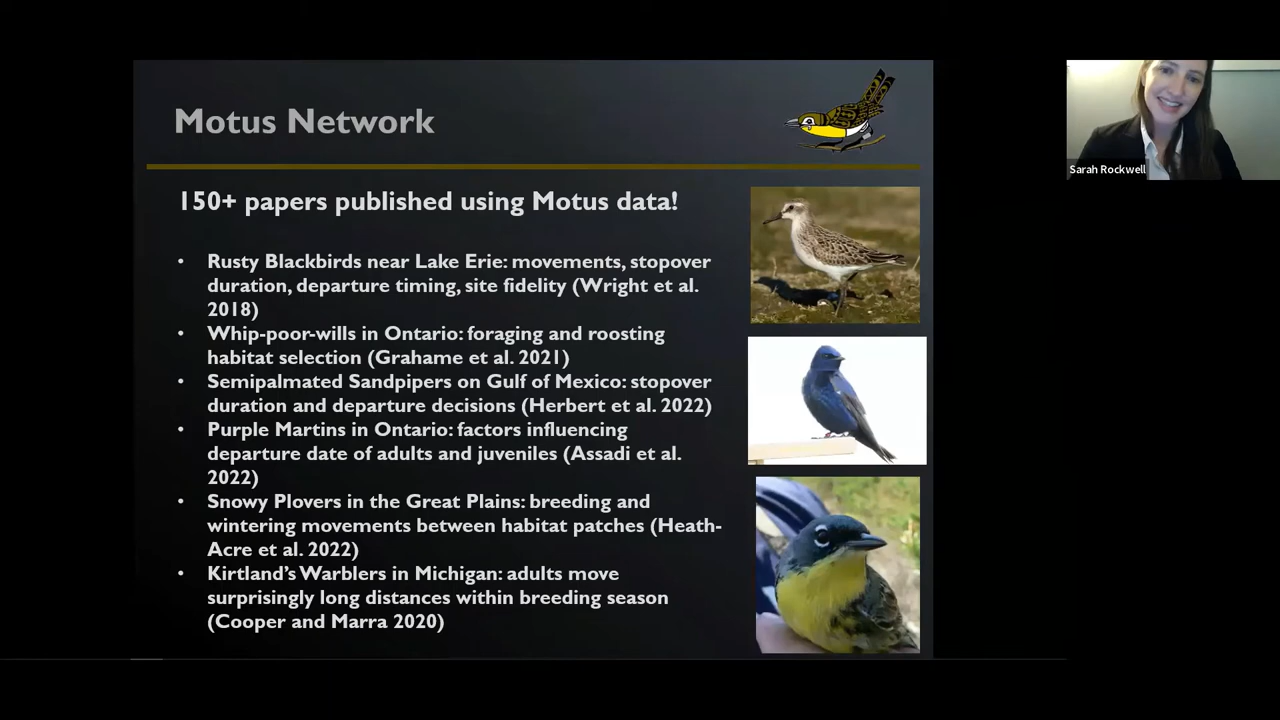 Motus Network
150+ papers published using Motus data!
• Rusty Blackbirds near Lake Erie: movements, stopover
duration, departure timing, site fidelity (Wright et al.
2018)
• Whip-poor-wills in Ontario: foraging and roosting
habitat selection (Grahame et al. 2021)
• Semipalmated Sandpipers on Gulf of Mexico: stopover
duration and departure decisions (Herbert et al. 2022)
• Purple Martins in Ontario: factors influencing
departure date of adults and juveniles (Assadi et al.
2022)
• Snowy Plovers in the Great Plains: breeding and
wintering movements between habitat patches (Heath-
Acre et al. 2022)
• Kirtland's Warblers in Michigan: adults move
surprisingly long distances within breeding season
(Cooper and Marra 2020)
Sarah Rockwell